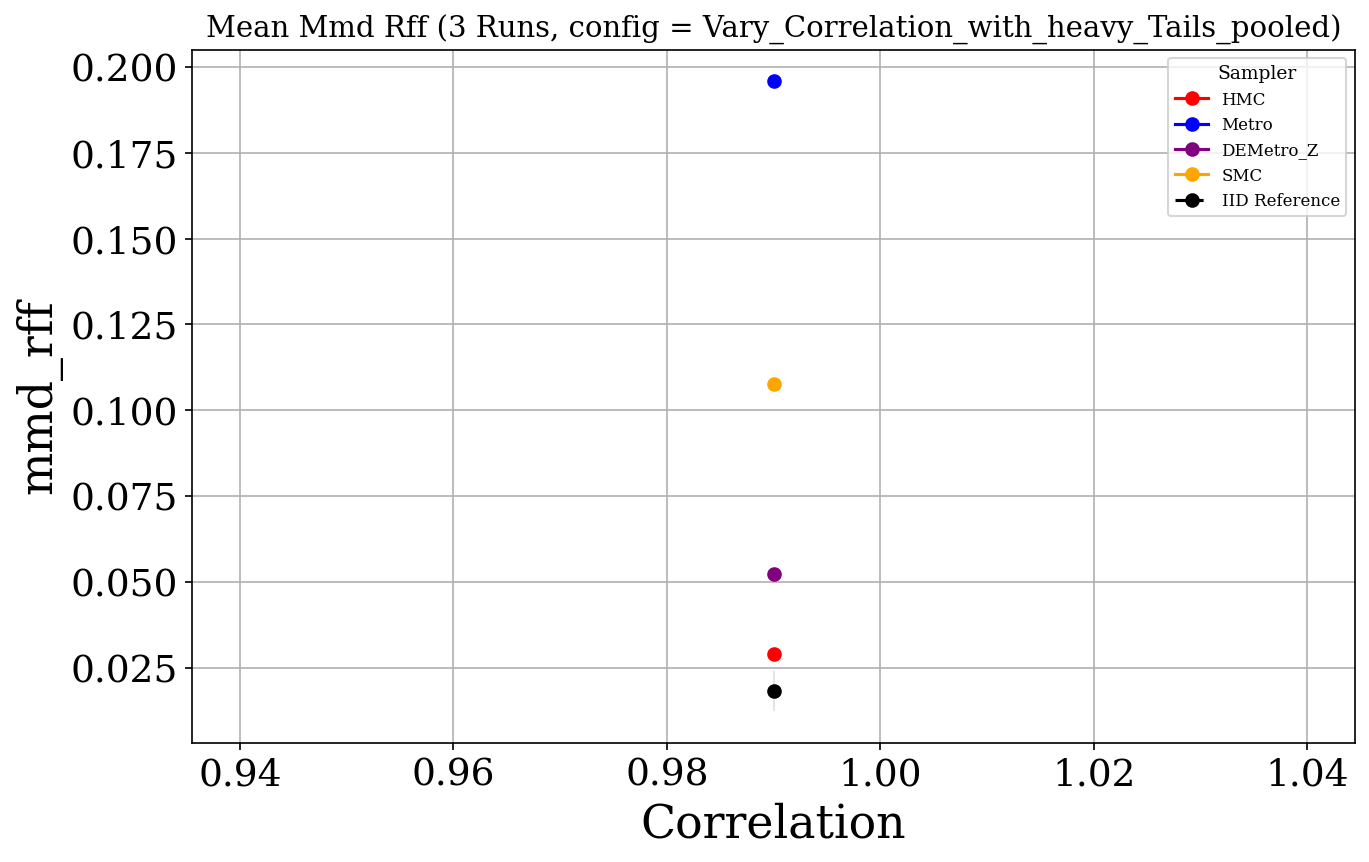 Mean Mmd Rff (3 Runs, config = Vary_Correlation_with_heavy_Tails_pooled)
0.200
0.175
0.150
0.125
0.100
0.075
0.050
0.025
mmd_rff
Sampler
HMC
Metro
DEMetro_Z
SMC
IID Reference
0.94 0.96 0.98 1.00 1.02 1.04
Correlation